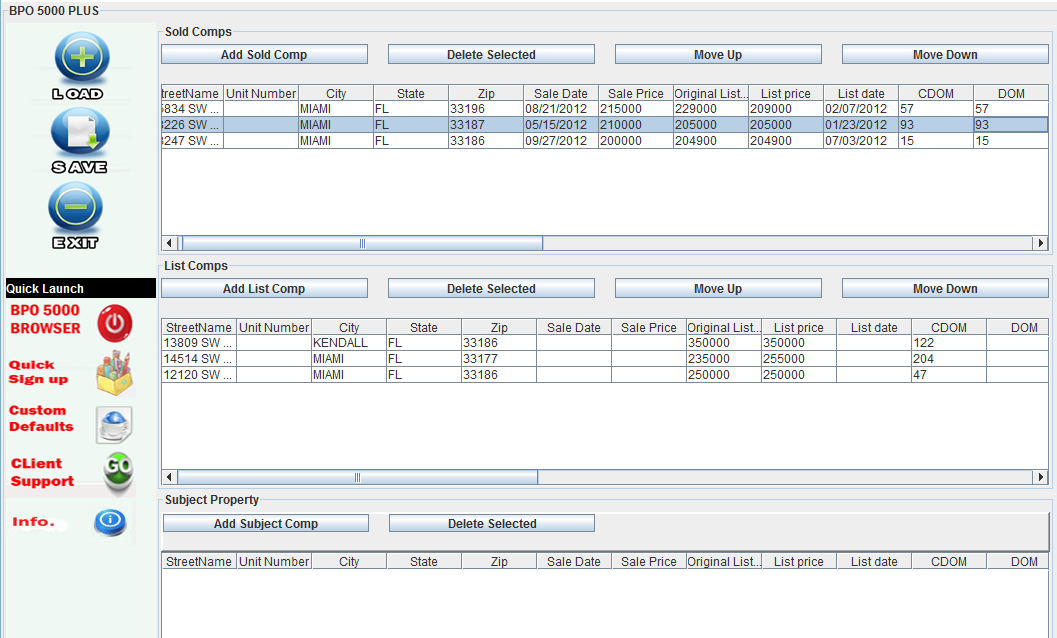 BPO 5000 PLUS
LOAD
SAVE
EXIT
Quick Launch
BPO 5000
BROWSER
Quick
Sign up
Custom
Defaults
CLient
Support
GO
Info.
Sold Comps
Add Sold Comp Delete Selected Move Up Move Down
treetName Unit Number City State Zip Sale Date Sale Price Original List... List price List date CDOM DOM
834 SW ... MIAMI FL 33196 08/21/2012 215000 229000 209000 02/07/2012 57 57
226 SW ... MIAMI FL 33187 05/15/2012 210000 205000 205000 01/23/2012 93 93
247 SW ... MIAMI FL 33186 09/27/2012 200000 204900 204900 07/03/2012 15 15
List Comps
Add List Comp Delete Selected Move Up Move Down
StreetName Unit Number City State Zip Sale Date Sale Price Original List... List price List date CDOM DOM
13809 SW ... KENDALL FL 33186 350000 350000 122
14514 SW ... MIAMI FL 33177 235000 255000 204
12120 SW ... MIAMI FL 33186 250000 250000 47
Subject Property
Add Subject Comp Delete Selected
StreetName Unit Number City State Zip Sale Date Sale Price Original List... List price List date CDOM DOM